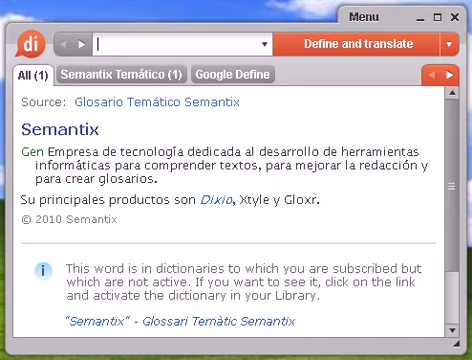 Menu
di
Define and translate
All (1) Semantix Temático (1) Google Define
Source: Glosario Temático Semantix
Semantix
Gen Empresa de tecnología dedicada al desarrollo de herramientas
informáticas para comprender textos, para mejorar la redacción y
para crear glosarios.
Su principales productos son Dixio, Xtyle y Gloxr.
© 2010 Semantix
i
This word is in dictionaries to which you are subscribed but
which are not active. If you want to see it, click on the link
and activate the dictionary in your Library.
"Semantix" - Glossari Temàtic Semantix